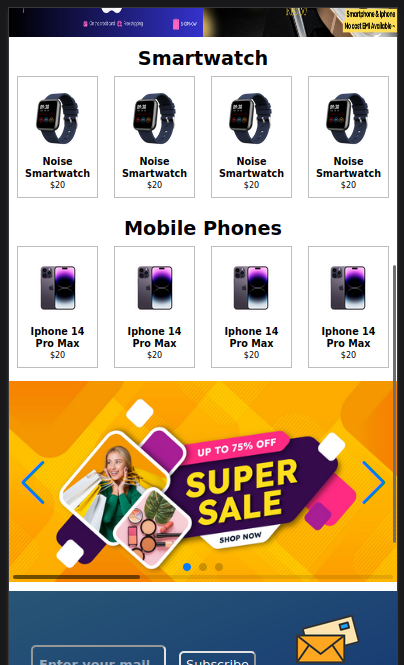 Smartphone & Iphone
No cost EMI Available~
Smartwatch
Noise Smartwatch
$20
Noise Smartwatch
$20
Noise Smartwatch
$20
Noise Smartwatch
$20
Mobile Phones
Iphone 14 Pro Max
$20
Iphone 14 Pro Max
$20
Iphone 14 Pro Max
$20
Iphone 14 Pro Max
$20
UP TO 75% OFF
SUPER
SALE
SHOP NOW
Enter your mail
Subscribe